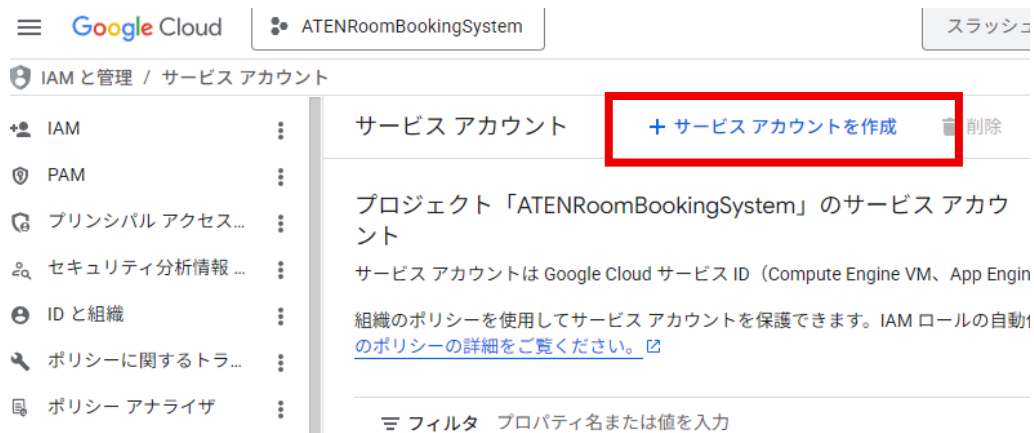 Google Cloud
ATENRoomBookingSystem
スラッシュ
IAM と管理 / サービス アカウント
IAM
PAM
プリンシパル アクセス...
セキュリティ分析情報 ...
ID と組織
ポリシーに関するトラ...
ポリシー アナライザ
サービス アカウント
+ サービス アカウントを作成
削除
プロジェクト「ATENRoomBookingSystem」のサービス アカウ
ント
サービス アカウントは Google Cloud サービス ID（Compute Engine VM、App Engin
組織のポリシーを使用してサービス アカウントを保護できます。IAM ロールの自動
のポリシーの詳細をご覧ください。
フィルタ プロパティ名または値を入力